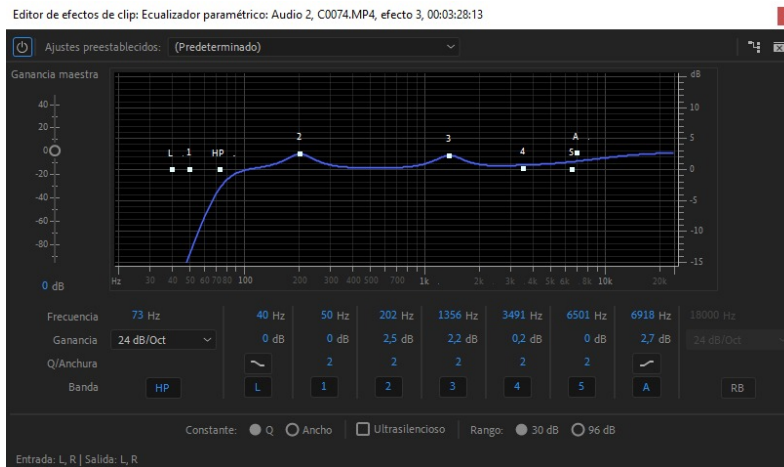 Editor de efectos de clip: Ecualizador paramétrico: Audio 2, C0074.MP4, efecto 3, 00:03:28:13
Ajustes preestablecidos: (Predeterminado)
Ganancia maestra
dB
40
20
0
-20
-40
-60
-80
0 dB
L 1 HP 2 3 4 5 A
10
5
0
-5
-10
-15
Hz 30 40 50 60 70 80 100 200 300 400 500 700 1k 2k 3k 4k 5k 6k 8k 10k 20k
Frecuencia 73 Hz 40 Hz 50 Hz 202 Hz 1356 Hz 3491 Hz 6501 Hz 6918 Hz 18000 Hz
Ganancia 24 dB/Oct 0 dB 0 dB 2,5 dB 2,2 dB 0,2 dB 0 dB 2,7 dB 24 dB/Oct
Q/Anchura 2 2 2 2 2
Banda HP L 1 2 3 4 5 A RB
Constante: Q Ancho Ultrasilencioso Rango: 30 dB 96 dB
Entrada: L, R | Salida: L, R